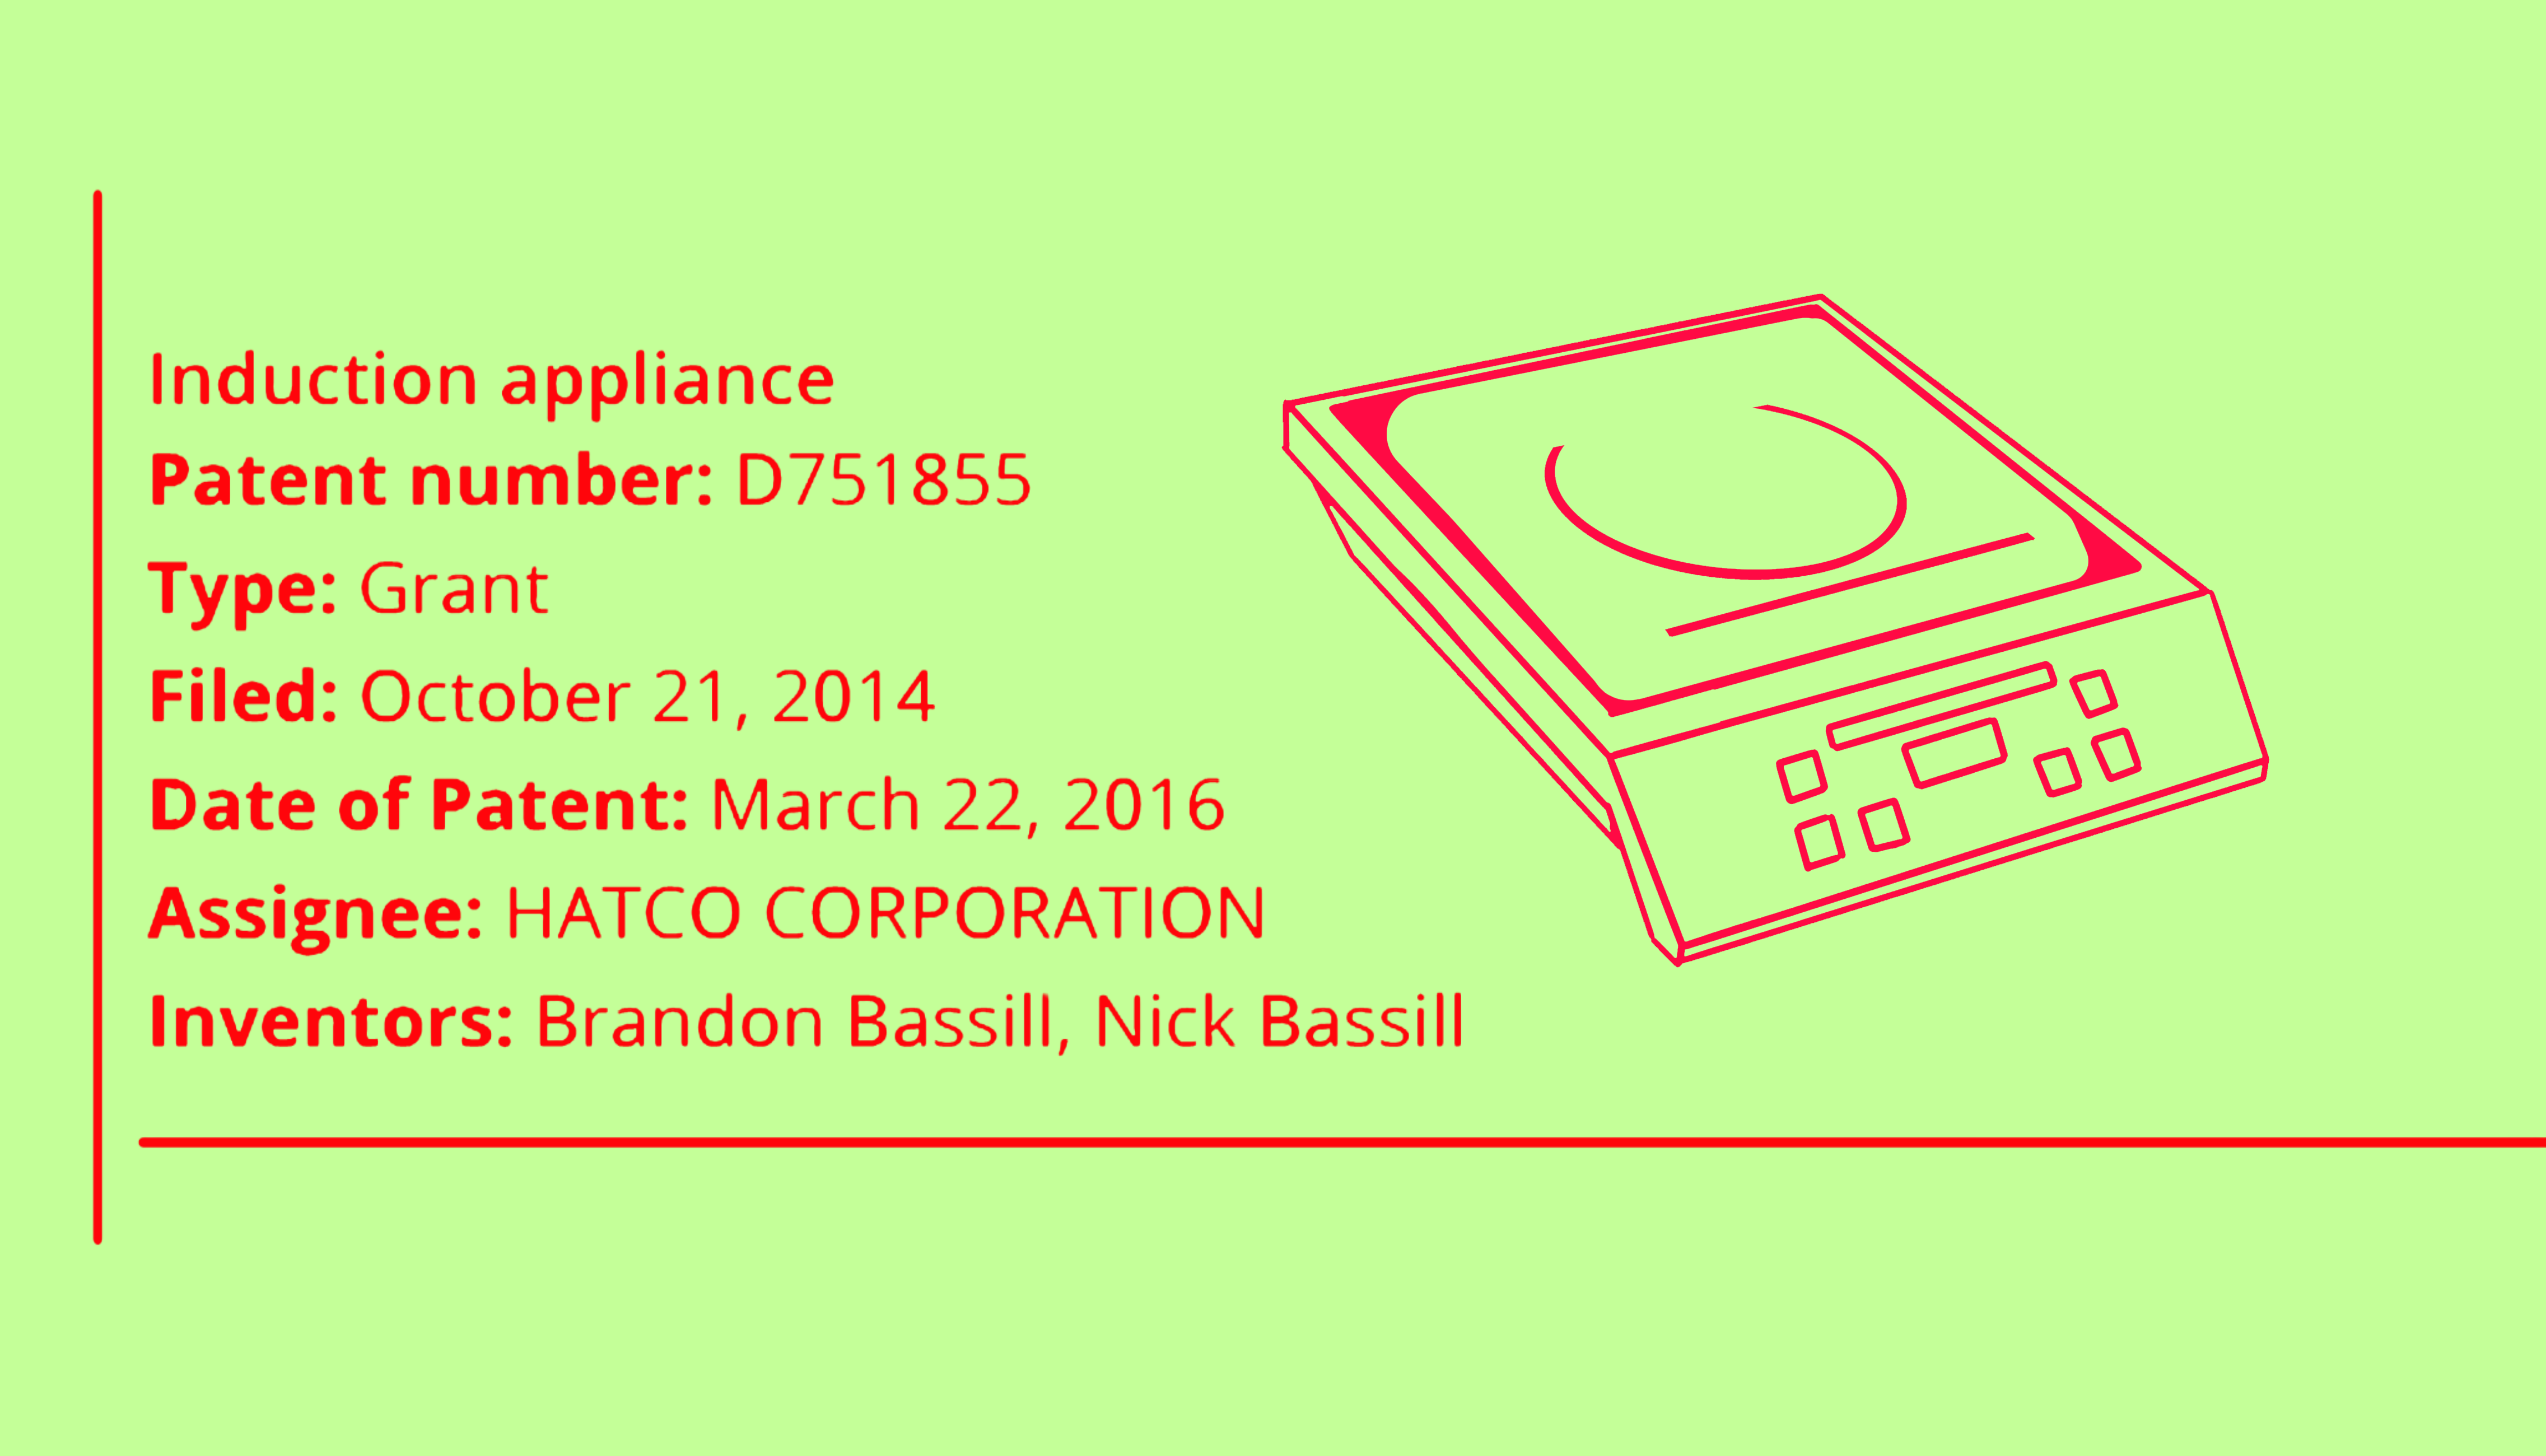 Induction appliance
Patent number: D751855
Type: Grant
Filed: October 21, 2014
Date of Patent: March 22, 2016
Assignee: HATCO CORPORATION
Inventors: Brandon Bassill, Nick Bassill